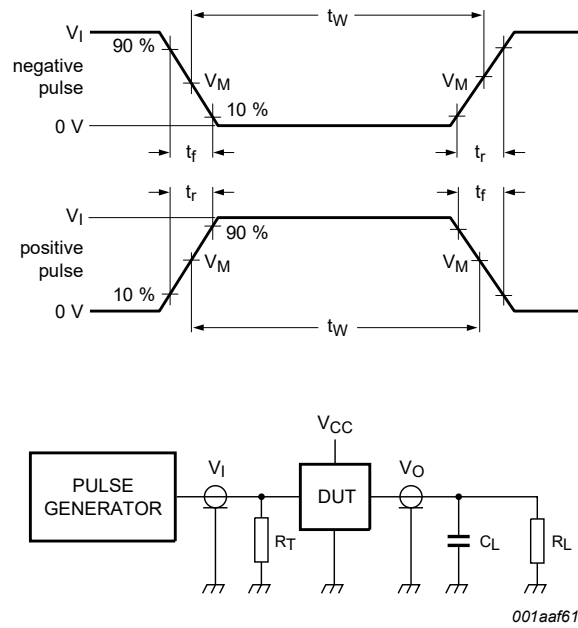 tW
VI
90 %
negative
pulse
VM
VM
10 %
0 V
tf
tr
tr
tf
VI
90 %
positive
pulse
VM
VM
10 %
0 V
tW
VCC
PULSE
GENERATOR
VI
DUT
VO
RT
CL
RL
001aaf61